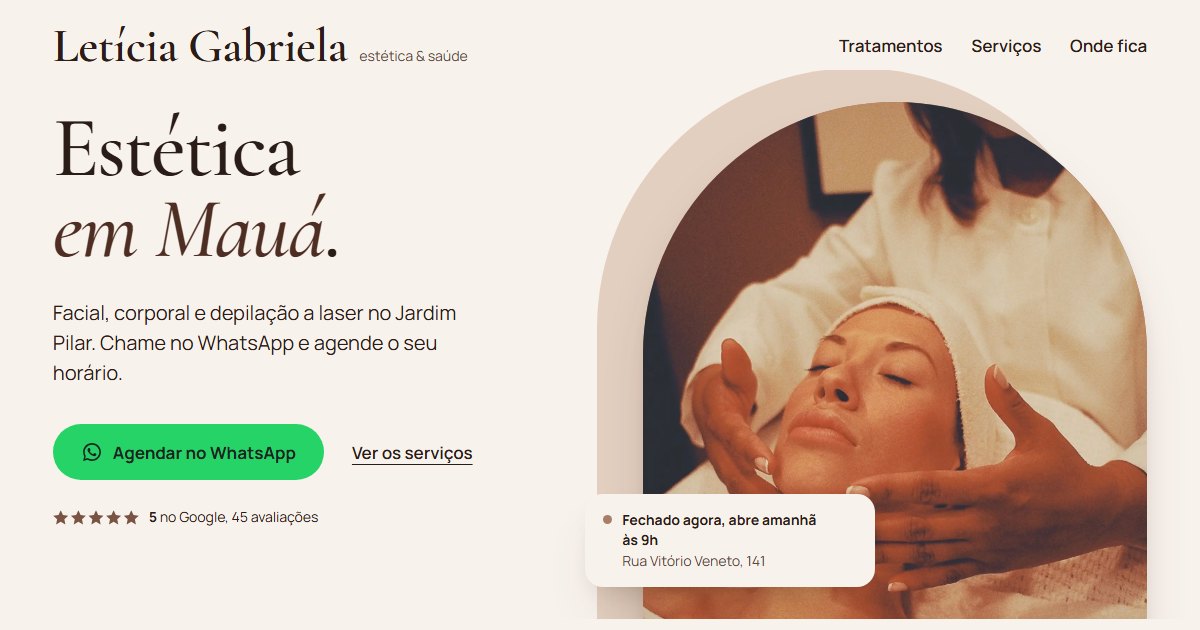 Letícia Gabriela estética & saúde
Tratamentos Serviços Onde fica
Estética
em Mauá.
Facial, corporal e depilação a laser no Jardim
Pilar. Chame no WhatsApp e agende o seu
horário.
Agendar no WhatsApp
Ver os serviços
5 no Google, 45 avaliações
Fechado agora, abre amanhã
às 9h
Rua Vitório Veneto, 141